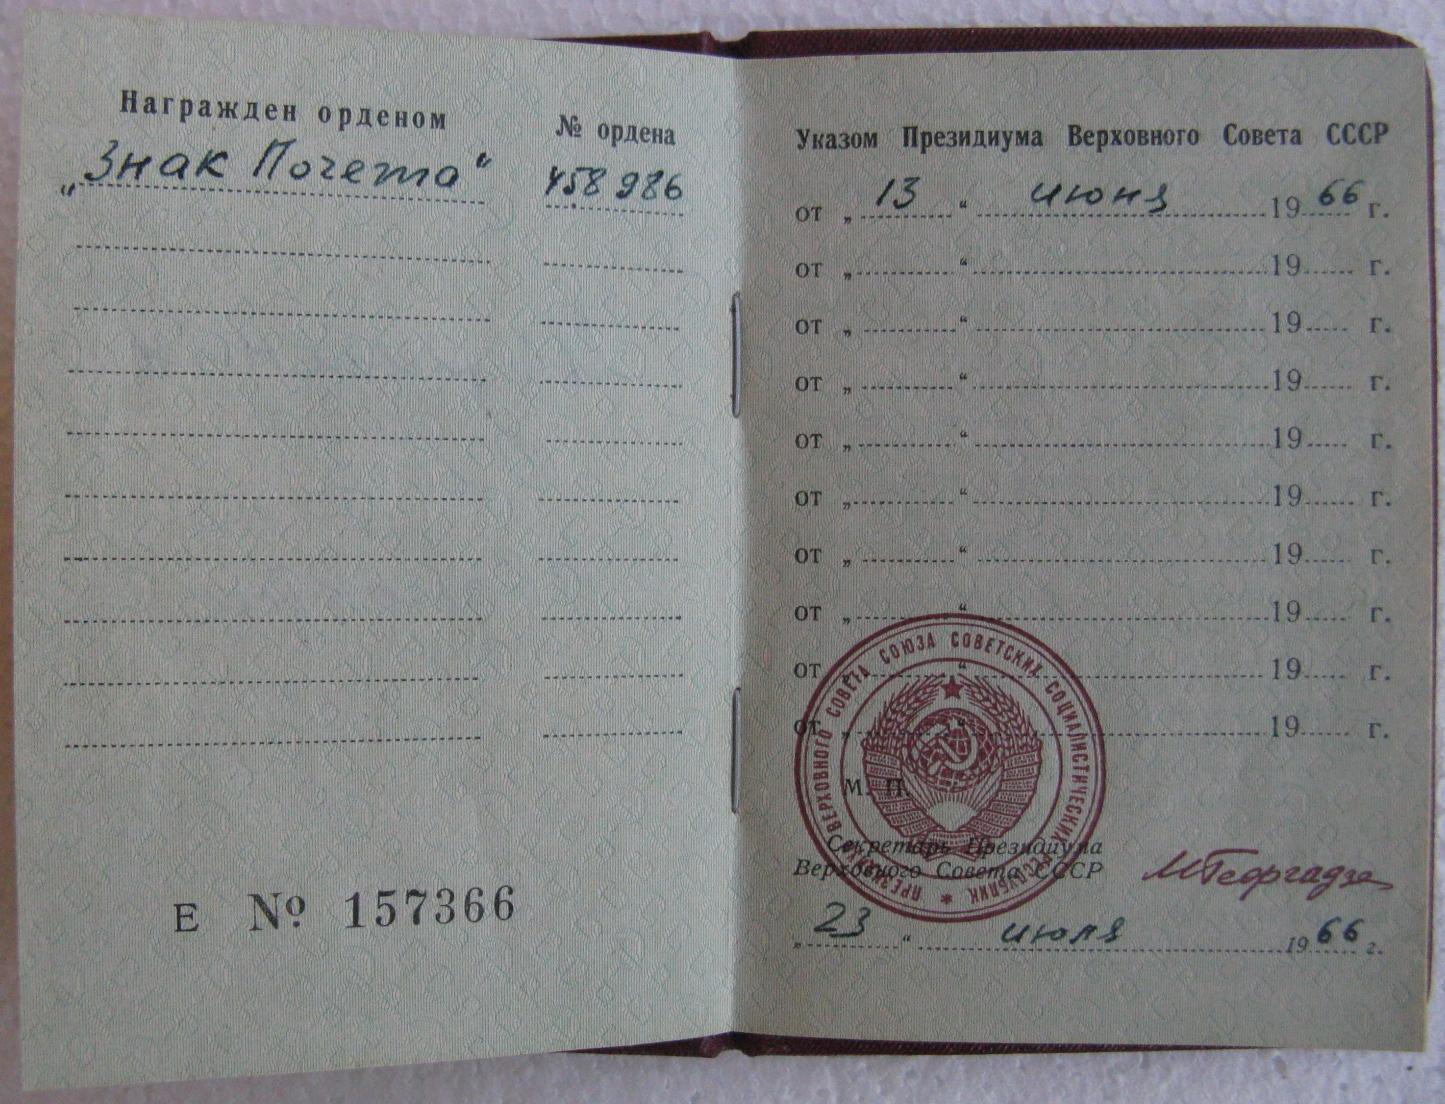 Награжден орденом
№ ордена
„Знак Почета“
458986
Указом Президиума Верховного Совета СССР
от „ 13 “ июня 1966 г.
от „ “ 19 г.
от „ “ 19 г.
от „ “ 19 г.
от „ “ 19 г.
от „ “ 19 г.
от „ “ 19 г.
от „ “ 19 г.
от „ “ 19 г.
от „ “ 19 г.
ПРЕЗИДИУМ ВЕРХОВНОГО СОВЕТА СОЮЗА СОВЕТСКИХ СОЦИАЛИСТИЧЕСКИХ РЕСПУБЛИК *
М. П.
Секретарь Президиума
Верховного Совета СССР
МГеоргадзе
„ 23 “ июля 1966 г.
Е № 157366